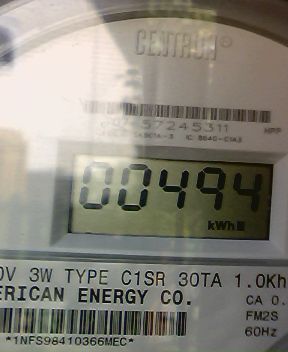 CENTRON®
57245311
00494
kWh
0V 3W TYPE C1SR 30TA 1.0Kh
ERICAN ENERGY CO.
CA 0.
FM2S
60Hz
*1NFS98410366MEC*